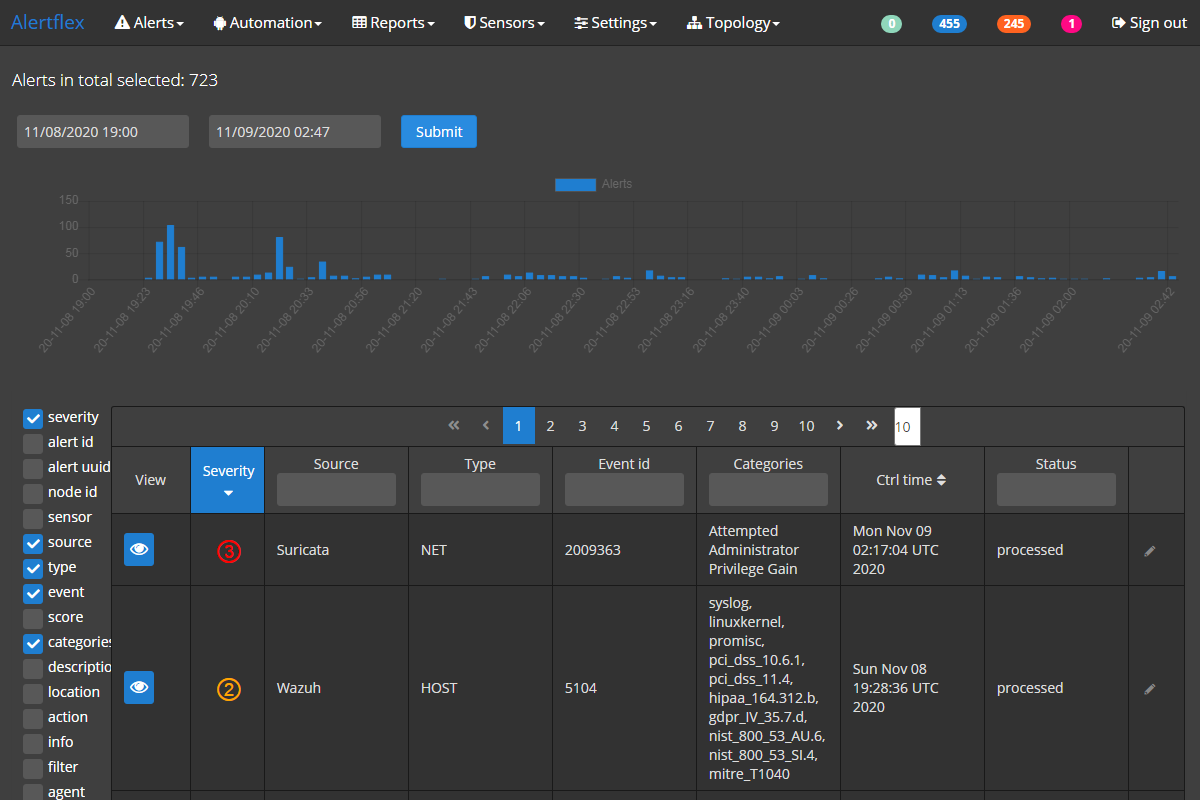 Alertflex Alerts Automation Reports Sensors Settings Topology 0 455 245 1 Sign out
Alerts in total selected: 723
11/08/2020 19:00 11/09/2020 02:47 Submit
Alerts
150
100
50
0
20-11-08 19:00 20-11-08 19:23 20-11-08 19:46 20-11-08 20:10 20-11-08 20:33 20-11-08 20:56 20-11-08 21:20 20-11-08 21:43 20-11-08 22:06 20-11-08 22:30 20-11-08 22:53 20-11-08 23:16 20-11-08 23:40 20-11-09 00:03 20-11-09 00:26 20-11-09 00:50 20-11-09 01:13 20-11-09 01:36 20-11-09 02:00 20-11-09 02:42
severity
alert id
alert uuid
node id
sensor
source
type
event
score
categories
descriptio
location
action
info
filter
agent
« ‹ 1 2 3 4 5 6 7 8 9 10 › » 10
View Severity Source Type Event id Categories Ctrl time Status
3 Suricata NET 2009363
Attempted
Administrator
Privilege Gain
Mon Nov 09
02:17:04 UTC
2020
processed
2 Wazuh HOST 5104
syslog,
linuxkernel,
promisc,
pci_dss_10.6.1,
pci_dss_11.4,
hipaa_164.312.b,
gdpr_IV_35.7.d,
nist_800_53_AU.6,
nist_800_53_SI.4,
mitre_T1040
Sun Nov 08
19:28:36 UTC
2020
processed